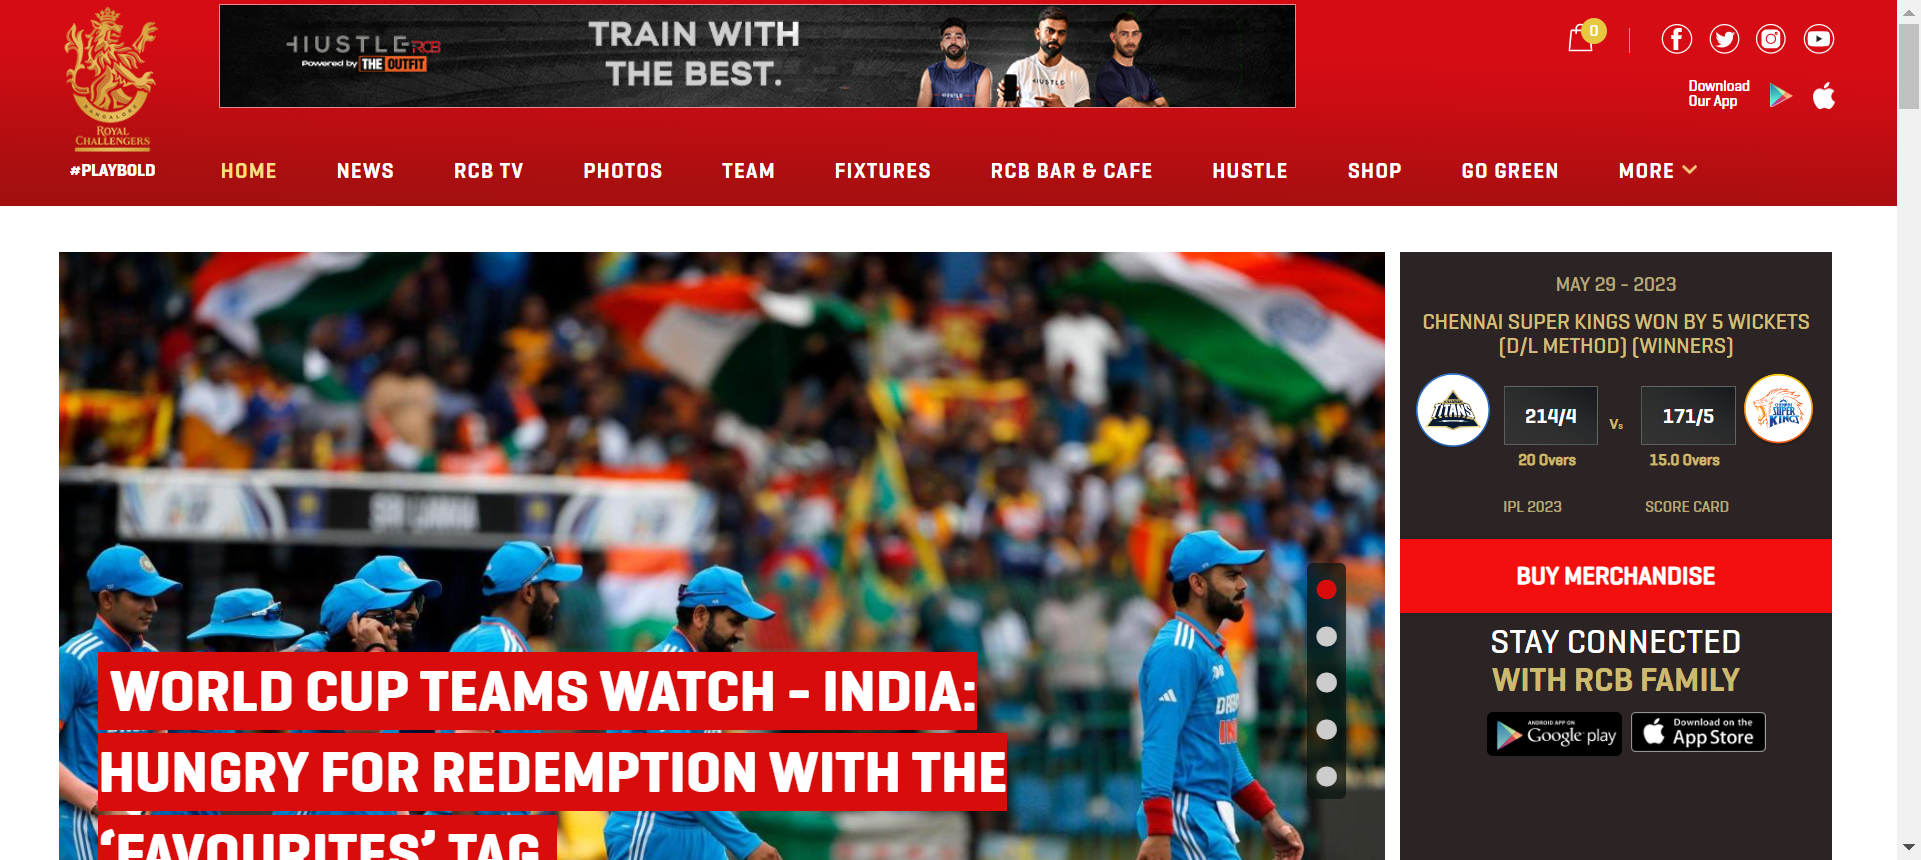 BANGALORE
ROYAL
CHALLENGERS
#PLAYBOLD
HUSTLE RCB
Powered by THE OUTFIT
TRAIN WITH
THE BEST.
0
Download
Our App
HOME NEWS RCB TV PHOTOS TEAM FIXTURES RCB BAR & CAFE HUSTLE SHOP GO GREEN MORE
SRI LANKA
WORLD CUP TEAMS WATCH – INDIA:
HUNGRY FOR REDEMPTION WITH THE
‘FAVOURITES’ TAG
MAY 29 - 2023
CHENNAI SUPER KINGS WON BY 5 WICKETS
(D/L METHOD) (WINNERS)
TITANS
214/4
Vs
171/5
CHENNAI
SUPER
KINGS
20 Overs
15.0 Overs
IPL 2023
SCORE CARD
BUY MERCHANDISE
STAY CONNECTED
WITH RCB FAMILY
ANDROID APP ON
Google play
Download on the
App Store